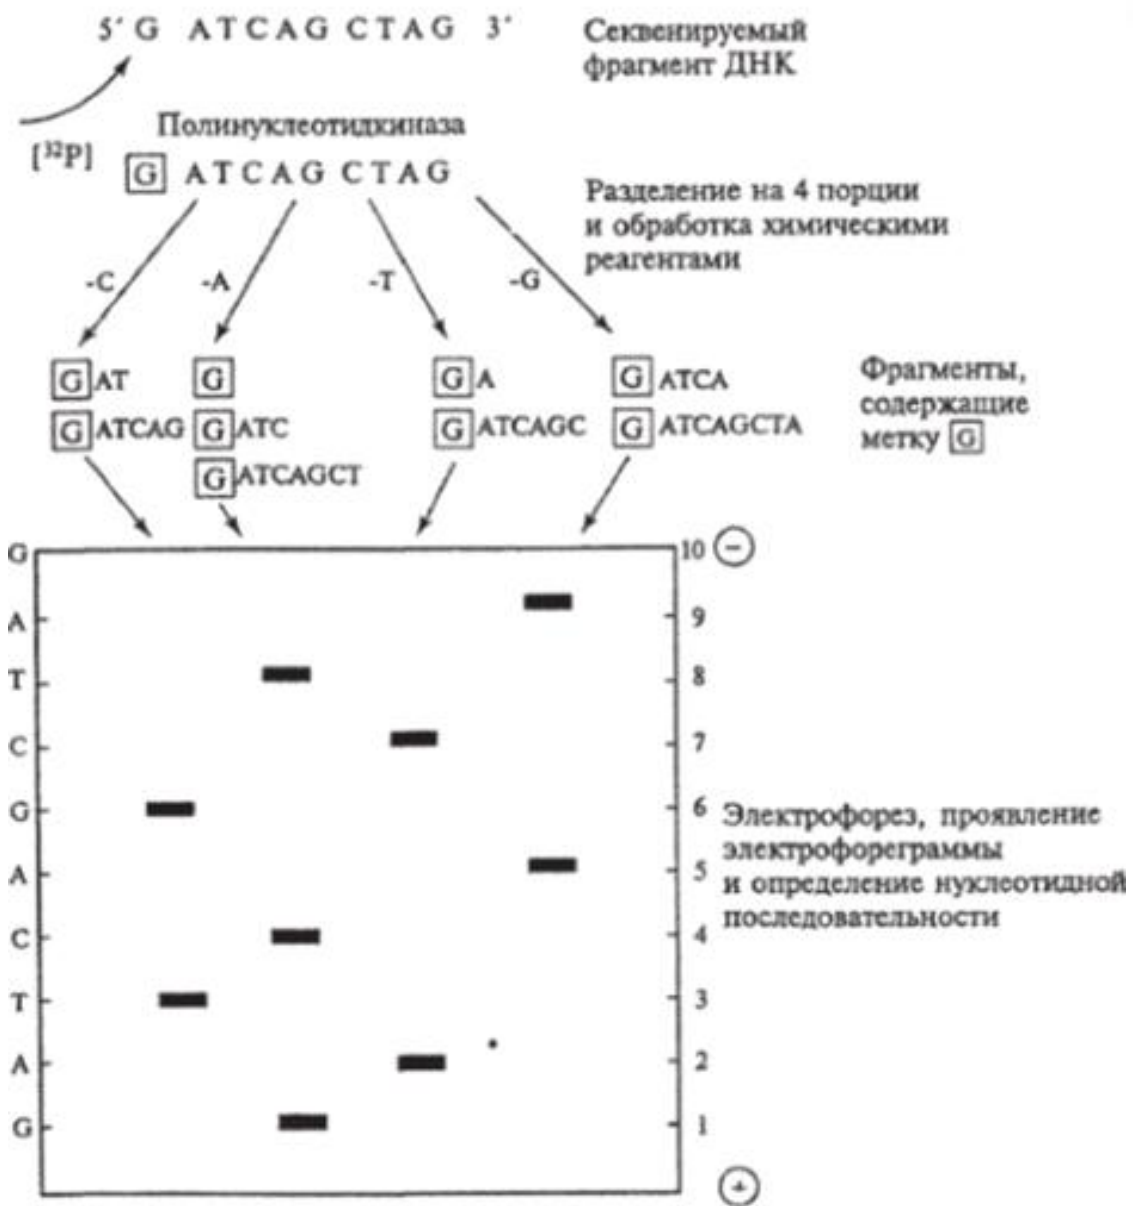 5′ G ATCAG CTAG 3′
Секвенируемый
фрагмент ДНК
Полинуклеотидкиназа
[³²P]
G ATCAG CTAG
Разделение на 4 порции
и обработка химическими
реагентами
-C
-A
-T
-G
G AT
G
G A
G ATCA
G ATCAG
G ATC
G ATCAGC
G ATCAGCTA
G ATCAGCT
Фрагменты,
содержащие
метку G
G
A
T
C
G
A
C
T
A
G
10 −
9
8
7
6
5
4
3
2
1
+
Электрофорез, проявление
электрофореграммы
и определение нуклеотидной
последовательности